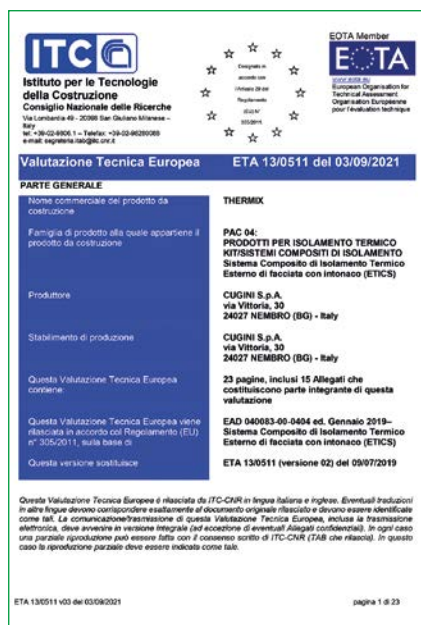 ITC
Istituto per le Tecnologie
della Costruzione
Consiglio Nazionale delle Ricerche
Via Lombardia 49 - 20098 San Giuliano Milanese –
Italy
tel: +39-02-9806.1 – Telefax: +39-02-98280088
e-mail: segreteria.itab@itc.cnr.it
Designato in
accordo con
l'Articolo 29 del
Regolamento
(EU) N°
305/2011
EOTA Member
EOTA
www.eota.eu
European Organisation for
Technical Assessment
Organisation Européenne
pour l'évaluation technique
Valutazione Tecnica Europea ETA 13/0511 del 03/09/2021
PARTE GENERALE
Nome commerciale del prodotto da
costruzione
THERMIX
Famiglia di prodotto alla quale appartiene il
prodotto da costruzione
PAC 04:
PRODOTTI PER ISOLAMENTO TERMICO
KIT/SISTEMI COMPOSITI DI ISOLAMENTO
Sistema Composito di Isolamento Termico
Esterno di facciata con intonaco (ETICS)
Produttore
CUGINI S.p.A.
via Vittoria, 30
24027 NEMBRO (BG) - Italy
Stabilimento di produzione
CUGINI S.p.A.
via Vittoria, 30
24027 NEMBRO (BG) - Italy
Questa Valutazione Tecnica Europea
contiene:
23 pagine, inclusi 15 Allegati che
costituiscono parte integrante di questa
valutazione
Questa Valutazione Tecnica Europea viene
rilasciata in accordo col Regolamento (EU)
n° 305/2011, sulla base di
EAD 040083-00-0404 ed. Gennaio 2019–
Sistema Composito di Isolamento Termico
Esterno di facciata con intonaco (ETICS)
Questa versione sostituisce
ETA 13/0511 (versione 02) del 09/07/2019
Questa Valutazione Tecnica Europea è rilasciata da ITC-CNR in lingua italiana e inglese. Eventuali traduzioni
in altre lingue devono corrispondere esattamente al documento originale rilasciato e devono essere identificate
come tali. La comunicazione/trasmissione di questa Valutazione Tecnica Europea, inclusa la trasmissione
elettronica, deve avvenire in versione integrale (ad eccezione di eventuali Allegati confidenziali). In ogni caso
una parziale riproduzione può essere fatta con il consenso scritto di ITC-CNR (TAB che rilascia). In questo
caso la riproduzione parziale deve essere indicata come tale.
ETA 13/0511 v03 del 03/09/2021 pagina 1 di 23